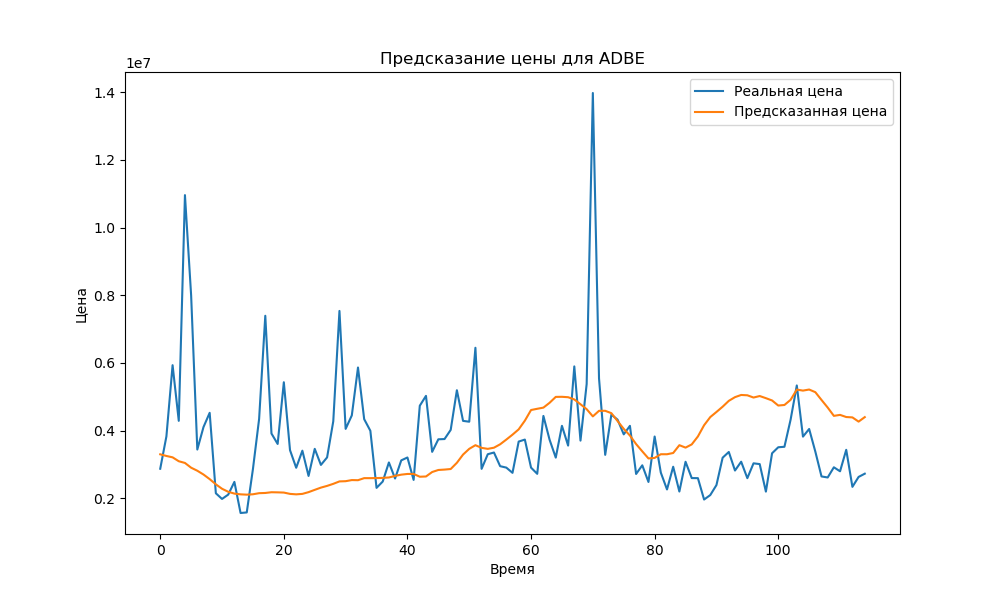 Предсказание цены для ADBE
1e7
Реальная цена
Предсказанная цена
1.4
1.2
1.0
0.8
0.6
0.4
0.2
Цена
0 20 40 60 80 100
Время